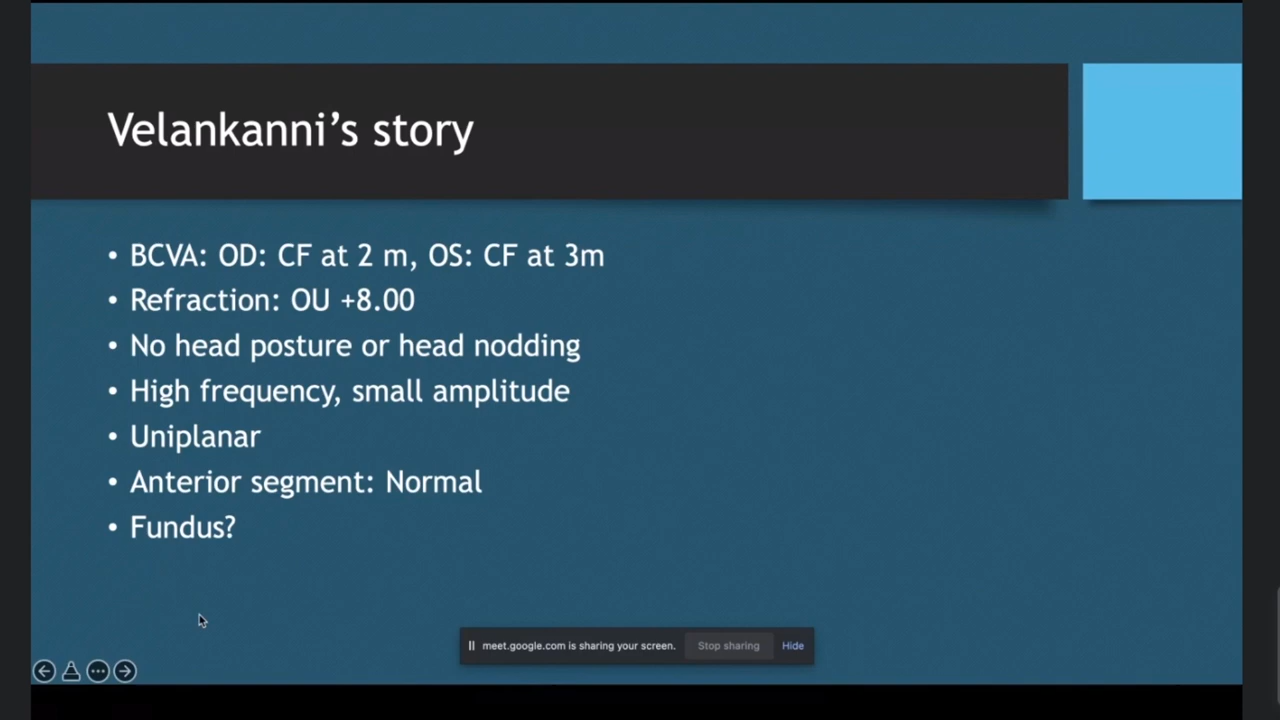 Velankanni's story
• BCVA: OD: CF at 2 m, OS: CF at 3m
• Refraction: OU +8.00
• No head posture or head nodding
• High frequency, small amplitude
• Uniplanar
• Anterior segment: Normal
• Fundus?
meet.google.com is sharing your screen. Stop sharing Hide